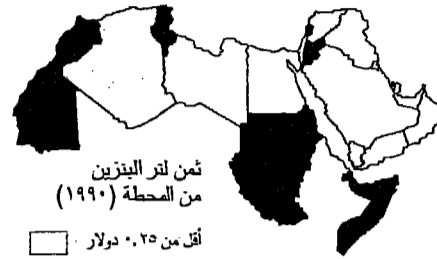 ثمن لتر البنزين
من المحطة (١٩٩٠)
أقل من ٠,٢٥ دولار